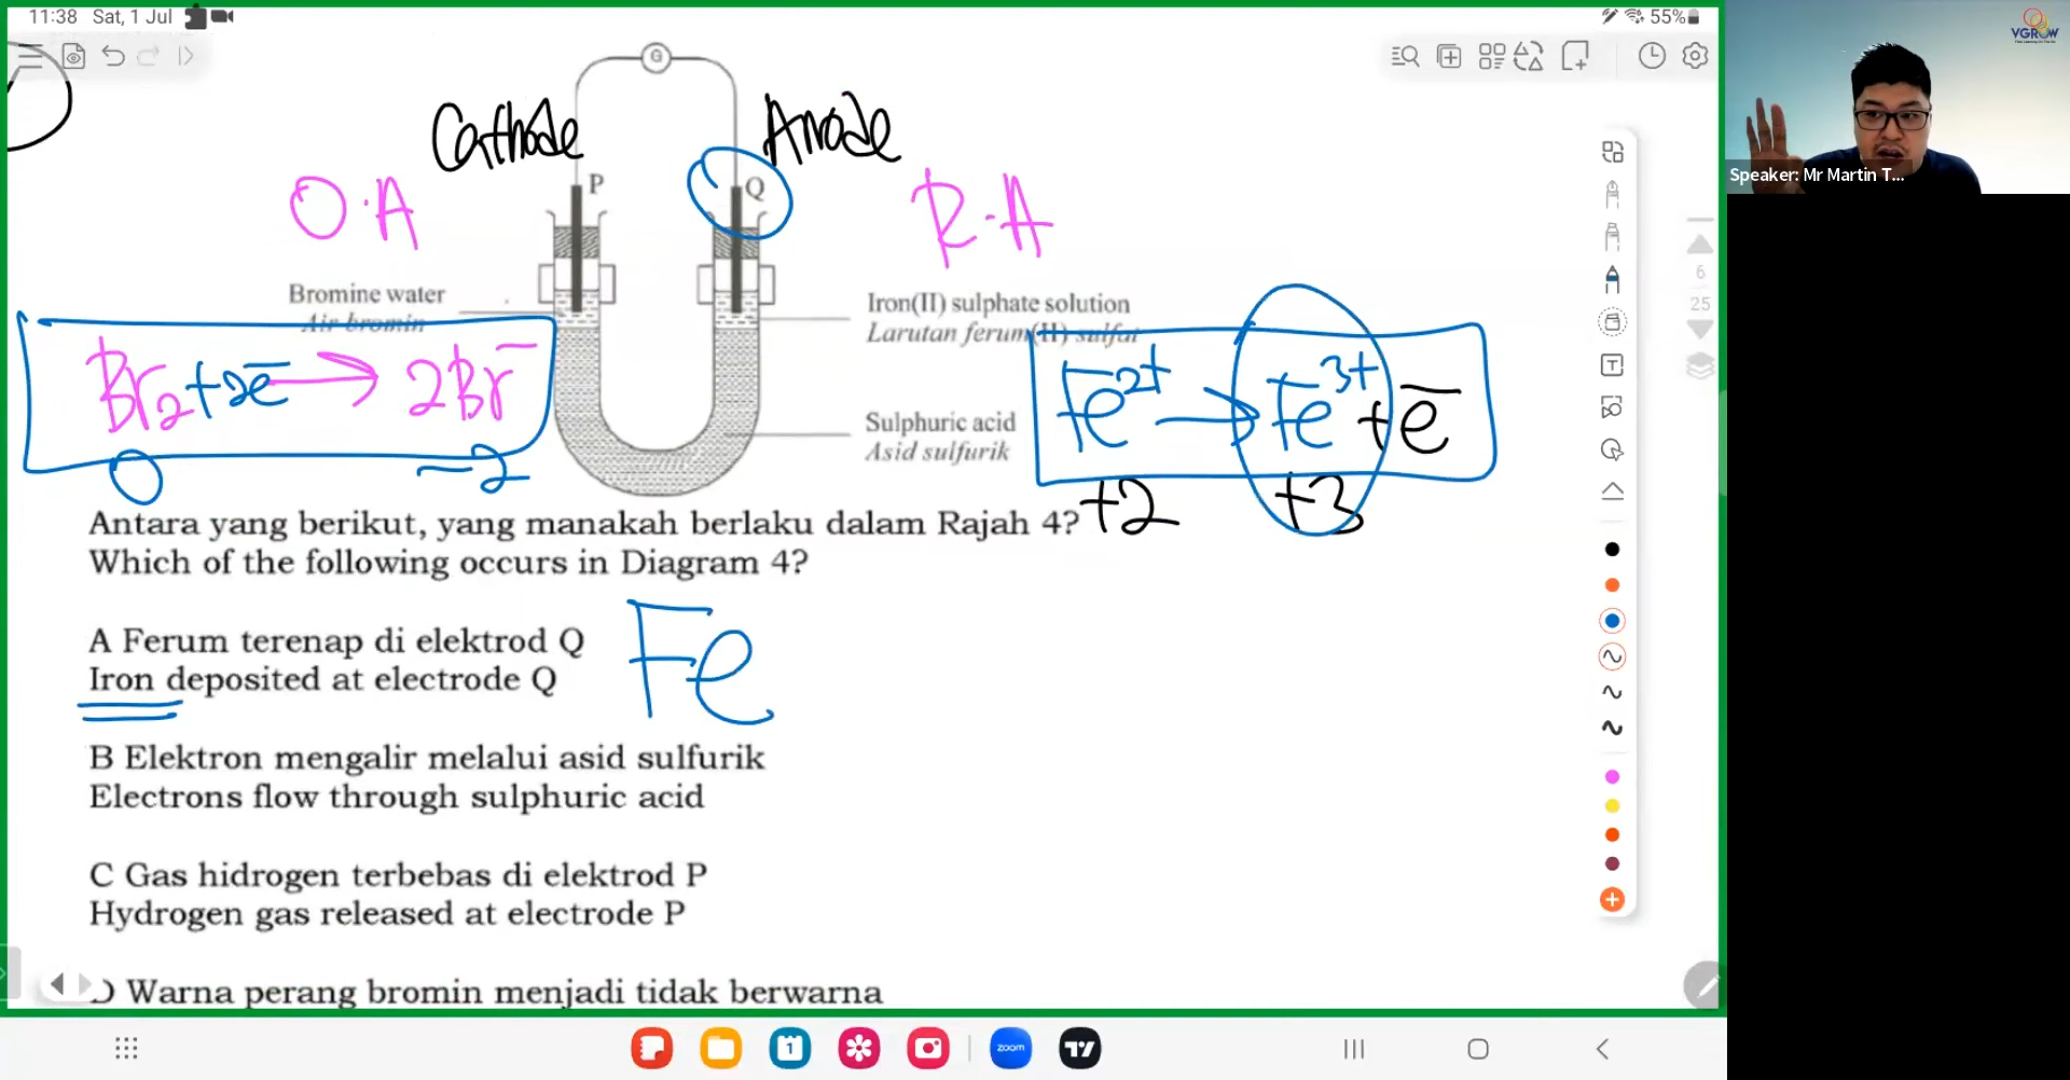 11:38 Sat, 1 Jul
55%
VGROW
Speaker: Mr Martin T...
G
Cathode
Anode
P
Q
O.A
R.A
Bromine water
Air bromin
Iron(II) sulphate solution
Larutan ferum(II) sulfat
Br₂+2e⁻ → 2Br⁻
0 -2
Fe²⁺ → Fe³⁺ + e⁻
+2 +3
Sulphuric acid
Asid sulfurik
6
25
Antara yang berikut, yang manakah berlaku dalam Rajah 4?
Which of the following occurs in Diagram 4?
A Ferum terenap di elektrod Q
Iron deposited at electrode Q
Fe
B Elektron mengalir melalui asid sulfurik
Electrons flow through sulphuric acid
C Gas hidrogen terbebas di elektrod P
Hydrogen gas released at electrode P
D Warna perang bromin menjadi tidak berwarna
1
zoom